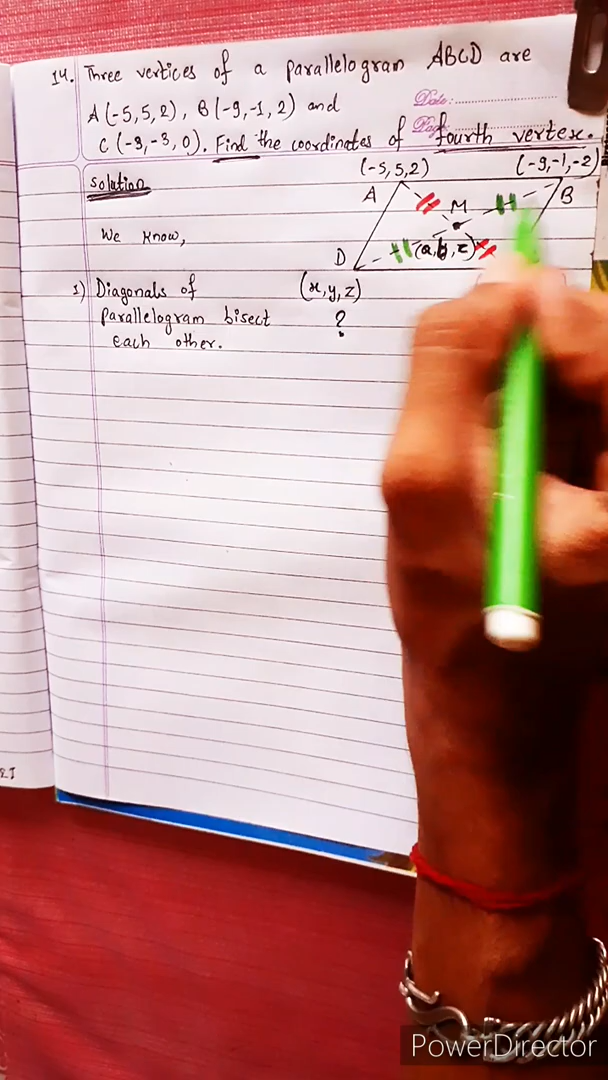 14. Three vertices of a parallelogram ABCD are
Date:
A(-5,5,2), B(-9,-1,2) and
Page:
C(-9,-3,0). Find the coordinates of fourth vertex.
solution
(-5,5,2) (-9,-1,-2)
A B
M
We know,
D (a,b,z)
1) Diagonals of (x,y,z)
parallelogram bisect ?
each other.
PowerDirector